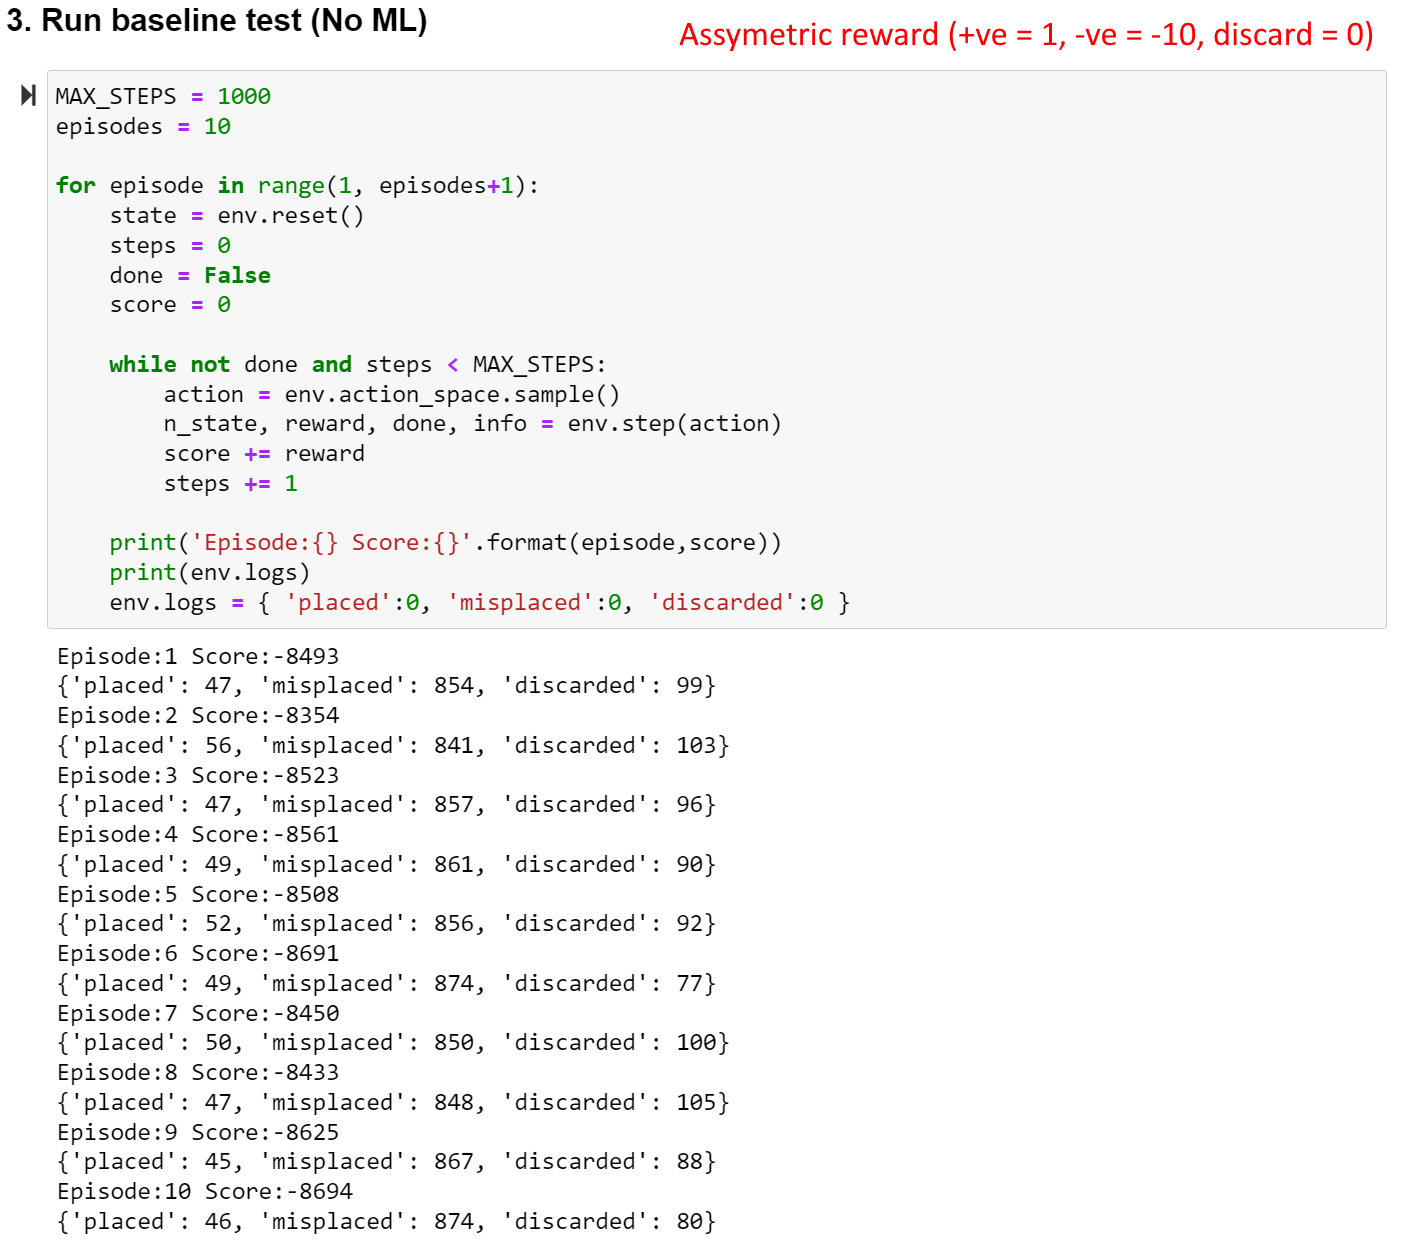 3. Run baseline test (No ML)
Assymetric reward (+ve = 1, -ve = -10, discard = 0)
MAX_STEPS = 1000
episodes = 10
for episode in range(1, episodes+1):
    state = env.reset()
    steps = 0
    done = False
    score = 0
    while not done and steps < MAX_STEPS:
        action = env.action_space.sample()
        n_state, reward, done, info = env.step(action)
        score += reward
        steps += 1
    print('Episode:{} Score:{}'.format(episode,score))
    print(env.logs)
    env.logs = { 'placed':0, 'misplaced':0, 'discarded':0 }
Episode:1 Score:-8493
{'placed': 47, 'misplaced': 854, 'discarded': 99}
Episode:2 Score:-8354
{'placed': 56, 'misplaced': 841, 'discarded': 103}
Episode:3 Score:-8523
{'placed': 47, 'misplaced': 857, 'discarded': 96}
Episode:4 Score:-8561
{'placed': 49, 'misplaced': 861, 'discarded': 90}
Episode:5 Score:-8508
{'placed': 52, 'misplaced': 856, 'discarded': 92}
Episode:6 Score:-8691
{'placed': 49, 'misplaced': 874, 'discarded': 77}
Episode:7 Score:-8450
{'placed': 50, 'misplaced': 850, 'discarded': 100}
Episode:8 Score:-8433
{'placed': 47, 'misplaced': 848, 'discarded': 105}
Episode:9 Score:-8625
{'placed': 45, 'misplaced': 867, 'discarded': 88}
Episode:10 Score:-8694
{'placed': 46, 'misplaced': 874, 'discarded': 80}